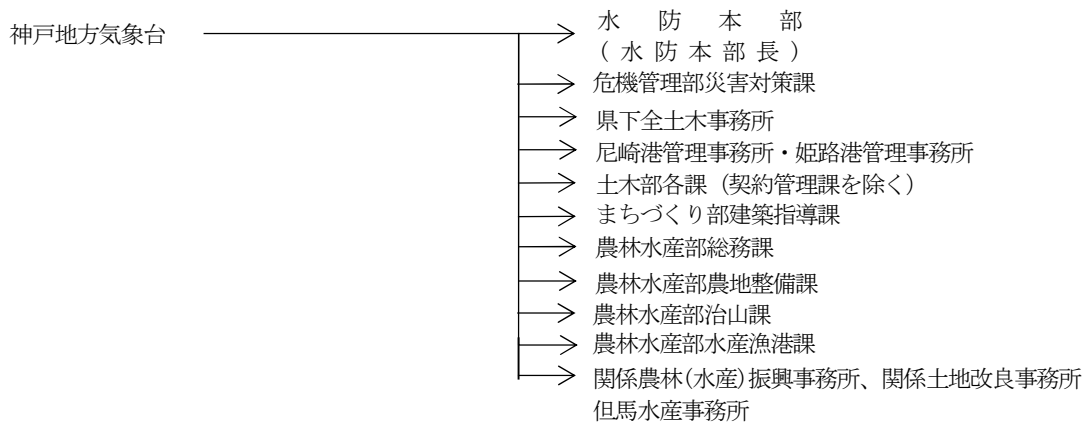 神戸地方気象台
水 防 本 部
( 水 防 本 部 長 )
危機管理部災害対策課
県下全土木事務所
尼崎港管理事務所・姫路港管理事務所
土木部各課（契約管理課を除く）
まちづくり部建築指導課
農林水産部総務課
農林水産部農地整備課
農林水産部治山課
農林水産部水産漁港課
関係農林(水産)振興事務所、関係土地改良事務所
但馬水産事務所